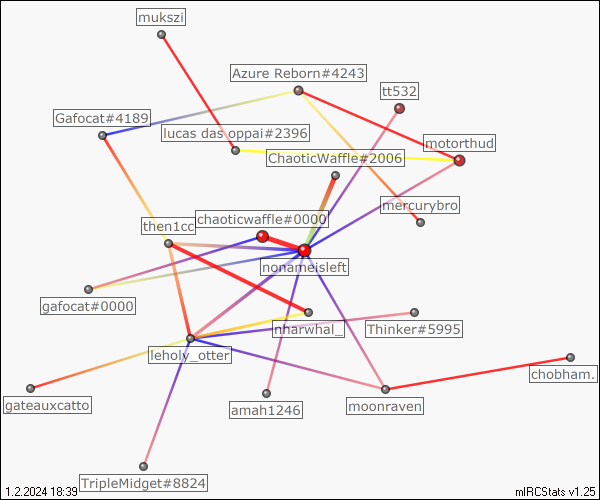 mukszi
Azure Reborn#4243
tt532
Gafocat#4189
lucas das oppai#2396
motorthud
ChaoticWaffle#2006
mercurybro
chaoticwaffle#0000
then1cc
nonameisleft
gafocat#0000
nharwhal_
Thinker#5995
leholy_otter
chobham.
gateauxcatto
amah1246
moonraven
TripleMidget#8824
1.2.2024 18:39
mIRCStats v1.25